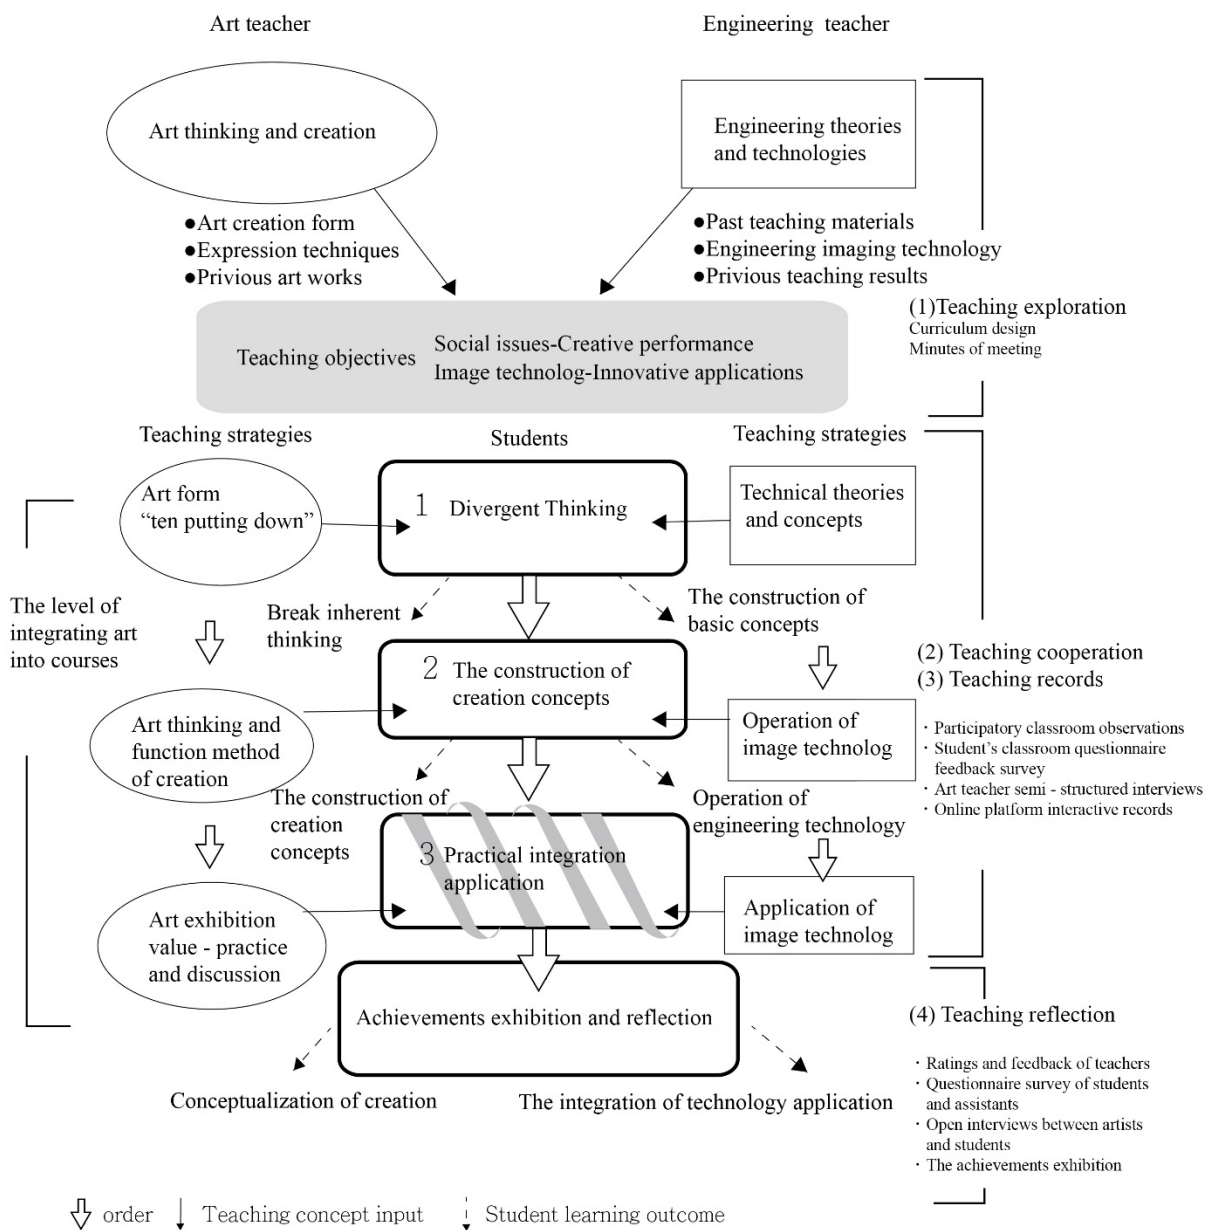 Art teacher
Engineering teacher
Art thinking and creation
Engineering theories
and technologies
●Art creation form
●Expression techniques
●Privious art works
●Past teaching materials
●Engineering imaging technology
●Privious teaching results
(1)Teaching exploration
Curriculum design
Minutes of meeting
Teaching objectives
Social issues-Creative performance
Image technolog-Innovative applications
Teaching strategies
Students
Teaching strategies
Art form
“ten putting down”
1 Divergent Thinking
Technical theories
and concepts
The level of
integrating art
into courses
Break inherent
thinking
The construction of
basic concepts
2 The construction of
creation concepts
(2) Teaching cooperation
(3) Teaching records
· Participatory classroom observations
· Student’s classroom questionnaire
feedback survey
· Art teacher semi - structured interviews
· Online platform interactive records
Art thinking and
function method
of creation
Operation of
image technolog
The construction of
creation
concepts
Operation of
engineering technology
3 Practical integration
application
Art exhibition
value - practice
and discussion
Application of
image technolog
Achievements exhibition and reflection
(4) Teaching reflection
· Ratings and feedback of teachers
· Questionnaire survey of students
and assistants
· Open interviews between artists
and students
· The achievements exhibition
Conceptualization of creation
The integration of technology application
order
Teaching concept input
Student learning outcome